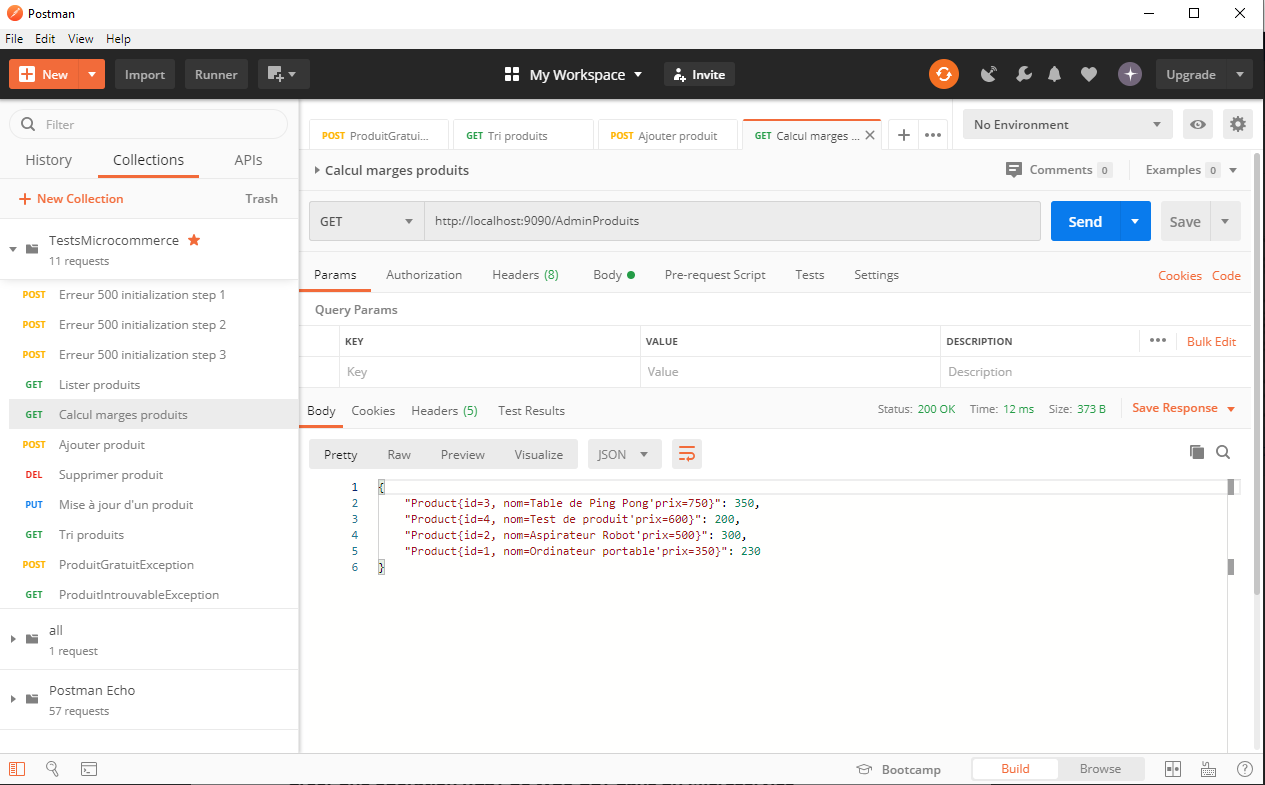 Postman
File Edit View Help
New Import Runner My Workspace Invite Upgrade
Filter
History Collections APIs
New Collection Trash
TestsMicrocommerce
11 requests
POST Erreur 500 initialization step 1
POST Erreur 500 initialization step 2
POST Erreur 500 initialization step 3
GET Lister produits
GET Calcul marges produits
POST Ajouter produit
DEL Supprimer produit
PUT Mise à jour d'un produit
GET Tri produits
POST ProduitGratuitException
GET ProduitIntrouvableException
all
1 request
Postman Echo
57 requests
POST ProduitGratui... GET Tri produits POST Ajouter produit GET Calcul marges ... No Environment
Calcul marges produits Comments 0 Examples 0
GET http://localhost:9090/AdminProduits Send Save
Params Authorization Headers (8) Body Pre-request Script Tests Settings Cookies Code
Query Params
KEY VALUE DESCRIPTION Bulk Edit
Key Value Description
Body Cookies Headers (5) Test Results Status: 200 OK Time: 12 ms Size: 373 B Save Response
Pretty Raw Preview Visualize JSON
1 {
2 "Product{id=3, nom=Table de Ping Pong'prix=750}": 350,
3 "Product{id=4, nom=Test de produit'prix=600}": 200,
4 "Product{id=2, nom=Aspirateur Robot'prix=500}": 300,
5 "Product{id=1, nom=Ordinateur portable'prix=350}": 230
6 }
Bootcamp Build Browse